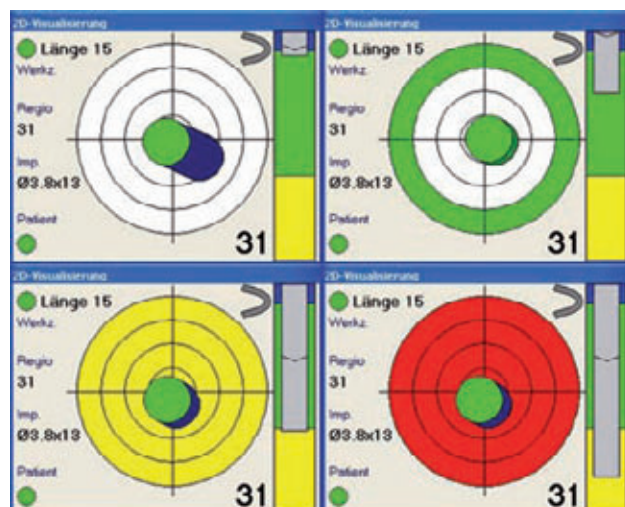 2D-Visualisierung
Länge 15
Werkz.
Regio
31
Imp.
Ø3.8x13
Patient
31
2D-Visualisierung
Länge 15
Werkz.
Regio
31
Imp.
Ø3.8x13
Patient
31
2D-Visualisierung
Länge 15
Werkz.
Regio
31
Imp.
Ø3.8x13
Patient
31
2D-Visualisierung
Länge 15
Werkz.
Regio
31
Imp.
Ø3.8x13
Patient
31